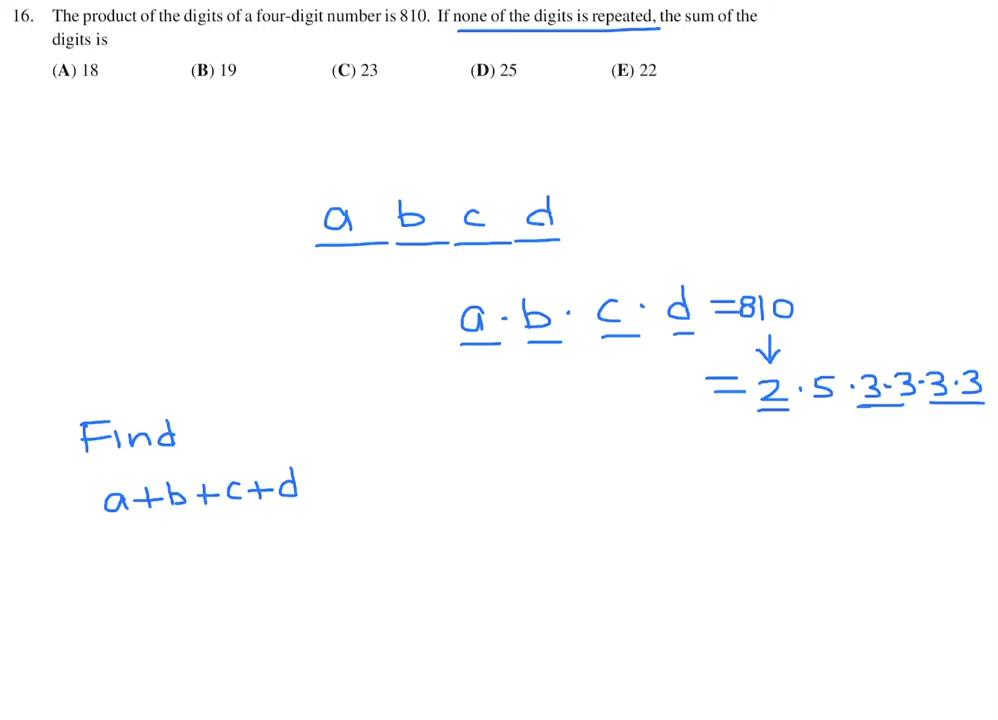 16. The product of the digits of a four-digit number is 810. If none of the digits is repeated, the sum of the
digits is
(A) 18 (B) 19 (C) 23 (D) 25 (E) 22
a b c d
a · b · c · d = 810
↓
= 2 · 5 · 3 · 3 · 3 · 3
Find
a+b+c+d